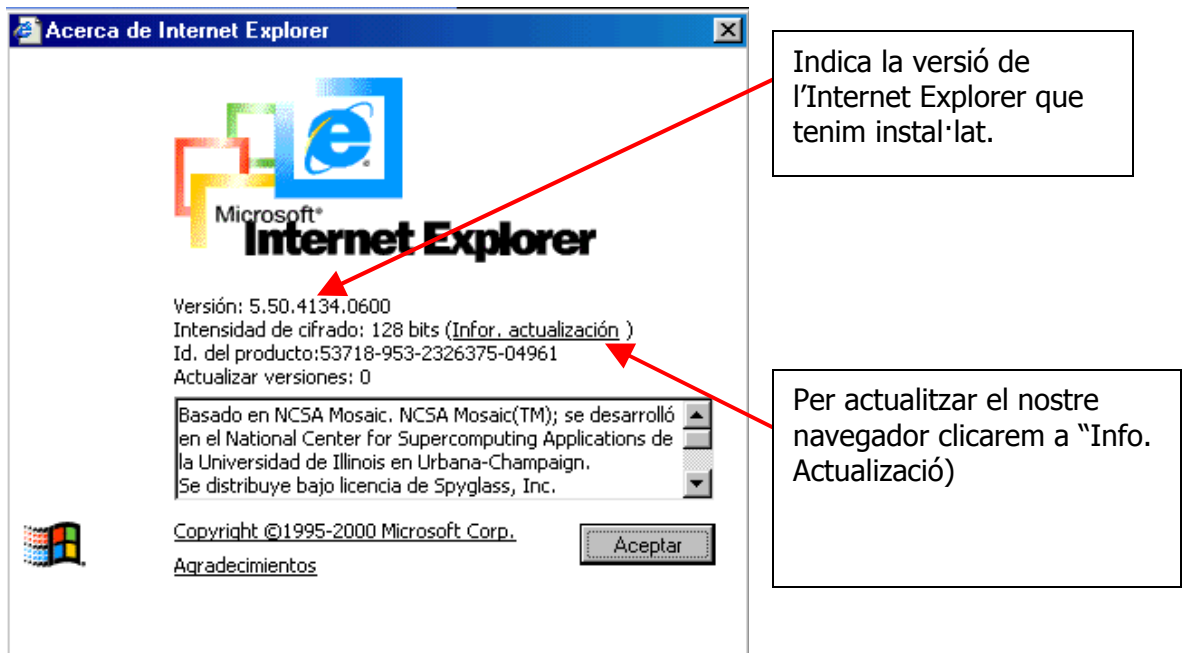 Acerca de Internet Explorer
Microsoft®
Internet Explorer
Versión: 5.50.4134.0600
Intensidad de cifrado: 128 bits (Infor. actualización )
Id. del producto:53718-953-2326375-04961
Actualizar versiones: 0
Basado en NCSA Mosaic. NCSA Mosaic(TM); se desarrolló
en el National Center for Supercomputing Applications de
la Universidad de Illinois en Urbana-Champaign.
Se distribuye bajo licencia de Spyglass, Inc.
Copyright ©1995-2000 Microsoft Corp.
Aceptar
Agradecimientos
Indica la versió de
l’Internet Explorer que
tenim instal·lat.
Per actualitzar el nostre
navegador clicarem a “Info.
Actualizació)